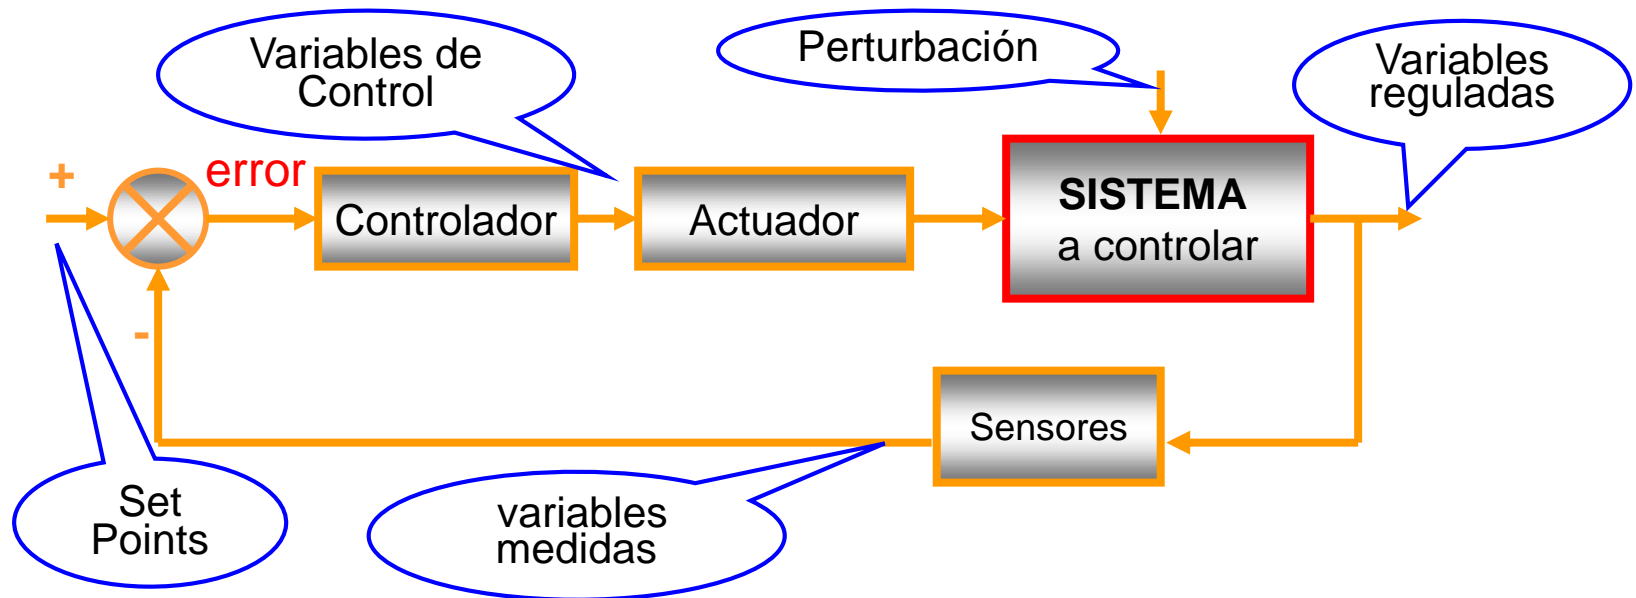 Variables de
Control
Perturbación
Variables
reguladas
+
error
Controlador
Actuador
SISTEMA
a controlar
-
Sensores
Set
Points
variables
medidas